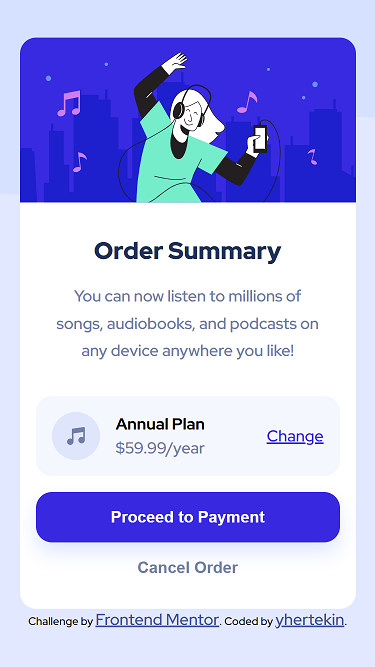 Order Summary
You can now listen to millions of
songs, audiobooks, and podcasts on
any device anywhere you like!
Annual Plan
$59.99/year
Change
Proceed to Payment
Cancel Order
Challenge by Frontend Mentor. Coded by yhertekin.